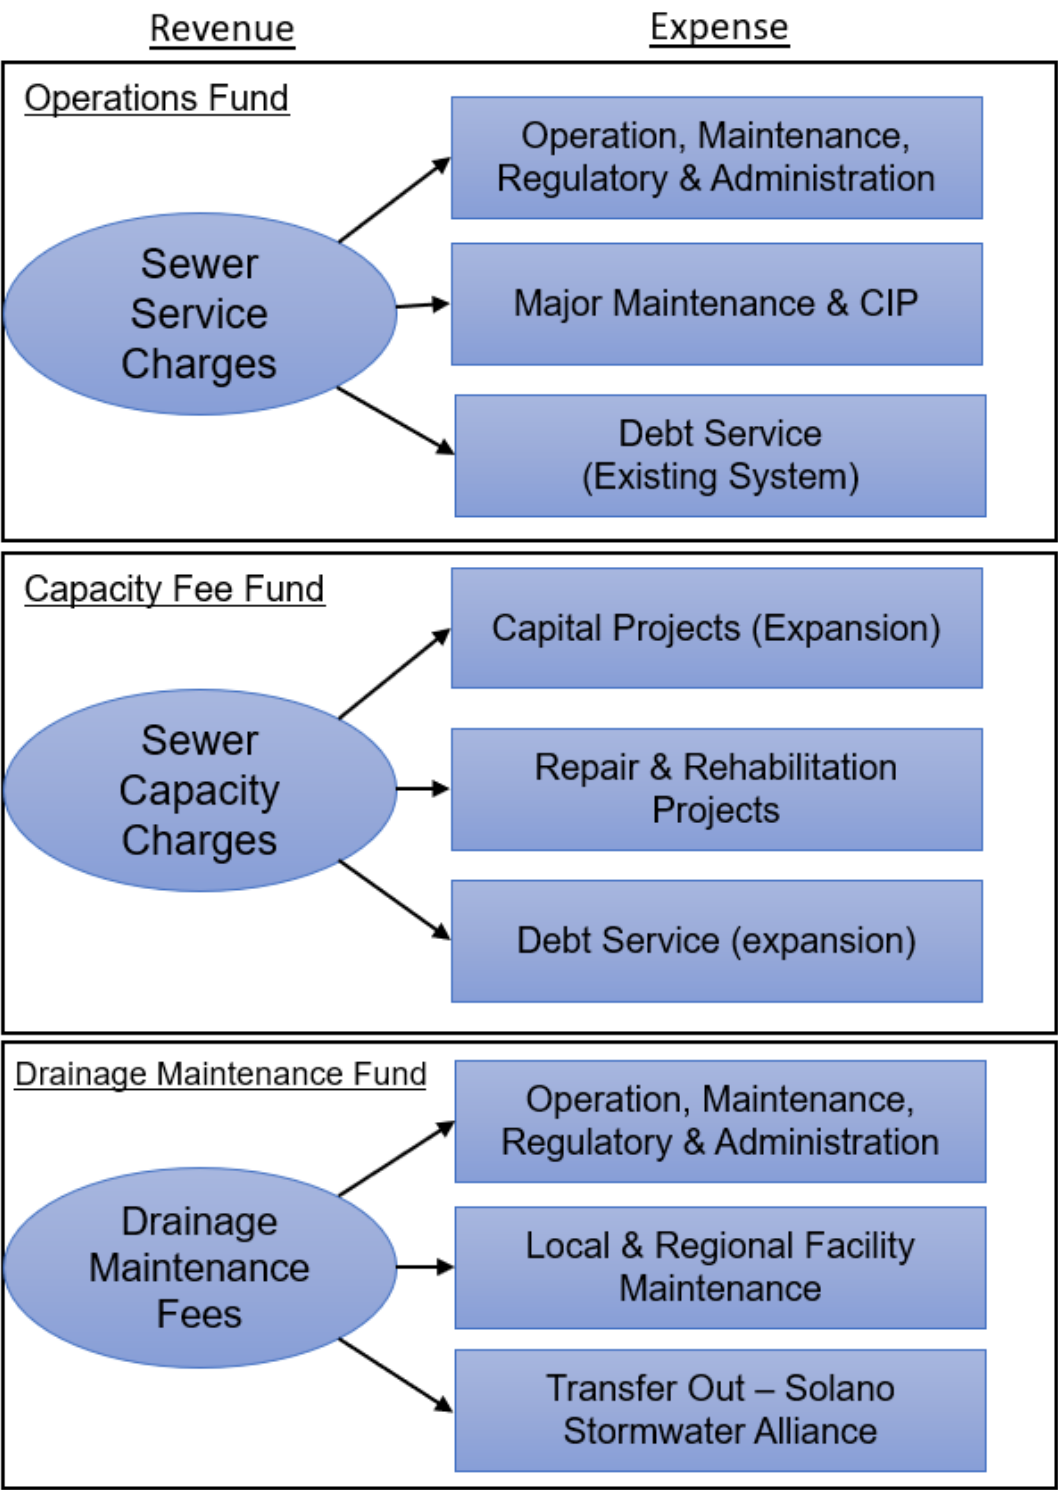 Revenue
Expense
Operations Fund
Sewer
Service
Charges
Operation, Maintenance,
Regulatory & Administration
Major Maintenance & CIP
Debt Service
(Existing System)
Capacity Fee Fund
Sewer
Capacity
Charges
Capital Projects (Expansion)
Repair & Rehabilitation
Projects
Debt Service (expansion)
Drainage Maintenance Fund
Drainage
Maintenance
Fees
Operation, Maintenance,
Regulatory & Administration
Local & Regional Facility
Maintenance
Transfer Out – Solano
Stormwater Alliance